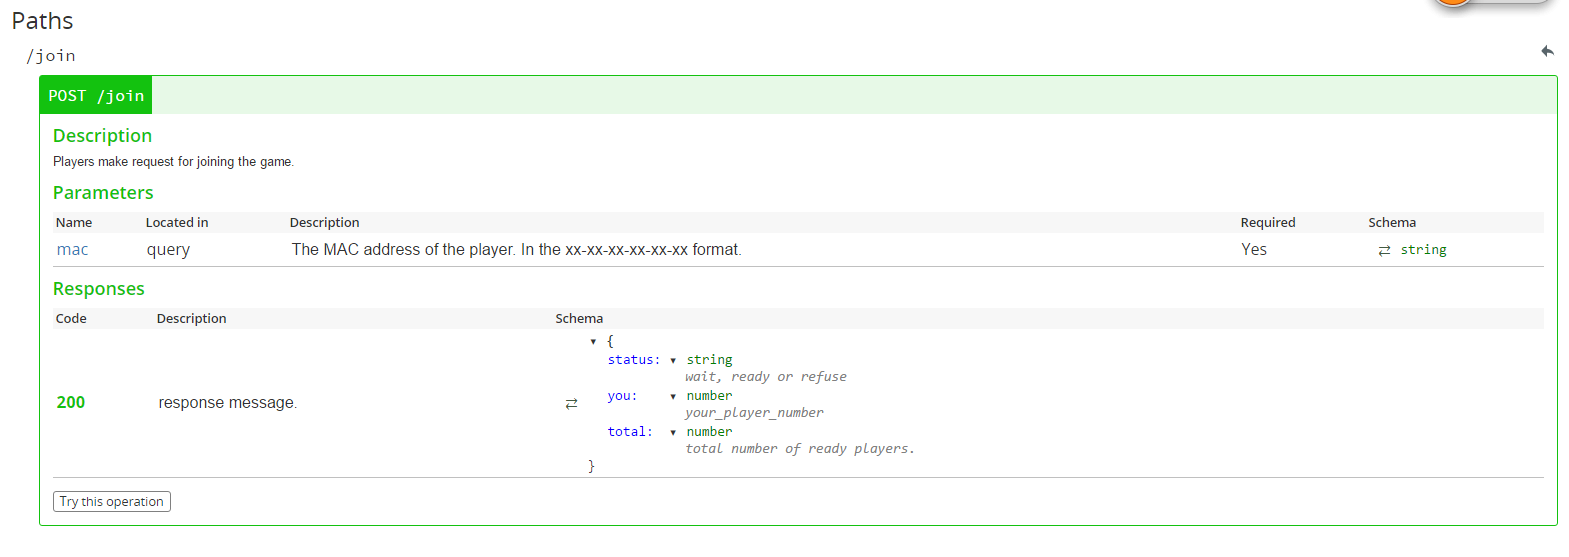 Paths
/join
POST /join
Description
Players make request for joining the game.
Parameters
Name Located in Description Required Schema
mac query The MAC address of the player. In the xx-xx-xx-xx-xx-xx format. Yes ⇄ string
Responses
Code Description Schema
▼ {
status: ▼ string
wait, ready or refuse
you: ▼ number
200 response message. ⇄
your_player_number
total: ▼ number
total number of ready players.
}
Try this operation